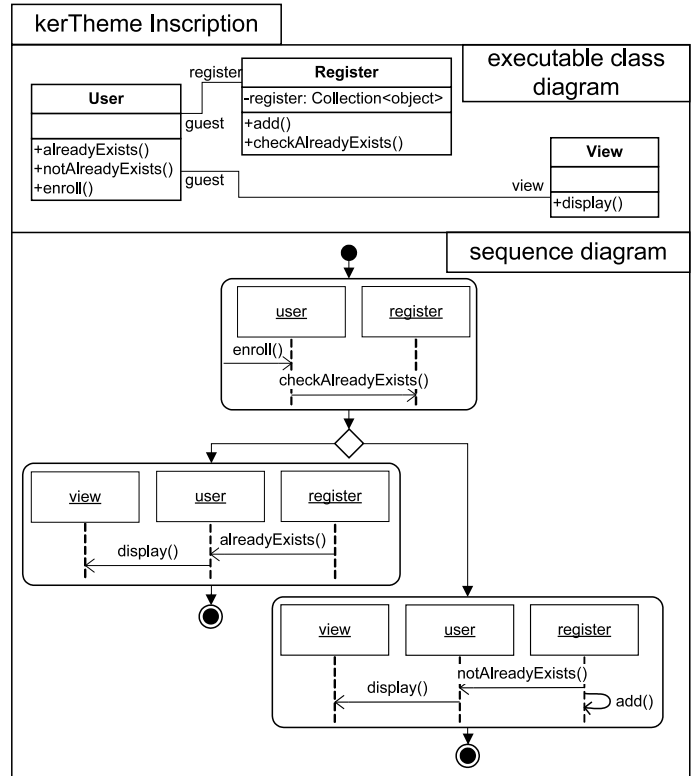 kerTheme Inscription
executable class
diagram
User
+alreadyExists()
+notAlreadyExists()
+enroll()
register
guest
Register
-register: Collection<object>
+add()
+checkAlreadyExists()
guest
view
View
+display()
sequence diagram
user
register
enroll()
checkAlreadyExists()
view
user
register
alreadyExists()
display()
view
user
register
notAlreadyExists()
display()
add()